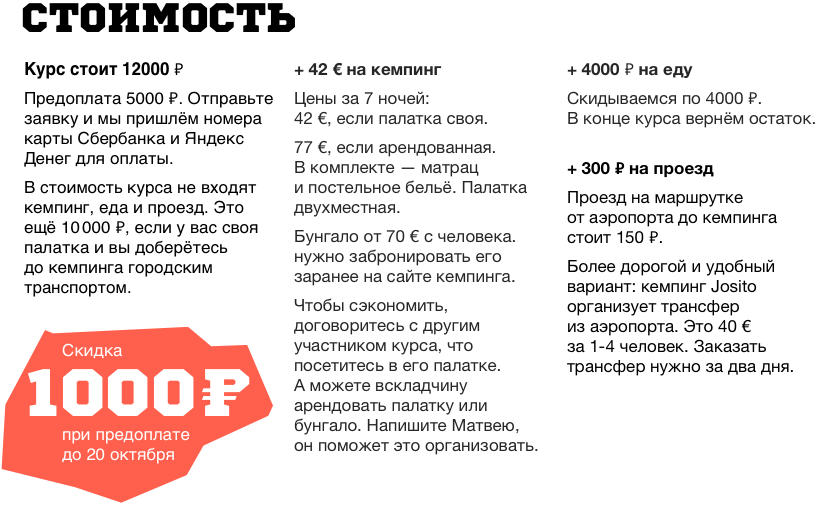 СТОИМОСТЬ
Курс стоит 12000 ₽
Предоплата 5000 ₽. Отправьте
заявку и мы пришлём номера
карты Сбербанка и Яндекс
Денег для оплаты.
В стоимость курса не входят
кемпинг, еда и проезд. Это
ещё 10 000 ₽, если у вас своя
палатка и вы доберётесь
до кемпинга городским
транспортом.
Скидка
1000 ₽
при предоплате
до 20 октября
+ 42 € на кемпинг
Цены за 7 ночей:
42 €, если палатка своя.
77 €, если арендованная.
В комплекте — матрац
и постельное бельё. Палатка
двухместная.
Бунгало от 70 € с человека.
нужно забронировать его
заранее на сайте кемпинга.
Чтобы сэкономить,
договоритесь с другим
участником курса, что
посетитесь в его палатке.
А можете вскладчину
арендовать палатку или
бунгало. Напишите Матвею,
он поможет это организовать.
+ 4000 ₽ на еду
Скидываемся по 4000 ₽.
В конце курса вернём остаток.
+ 300 ₽ на проезд
Проезд на маршрутке
от аэропорта до кемпинга
стоит 150 ₽.
Более дорогой и удобный
вариант: кемпинг Josito
организует трансфер
из аэропорта. Это 40 €
за 1-4 человек. Заказать
трансфер нужно за два дня.